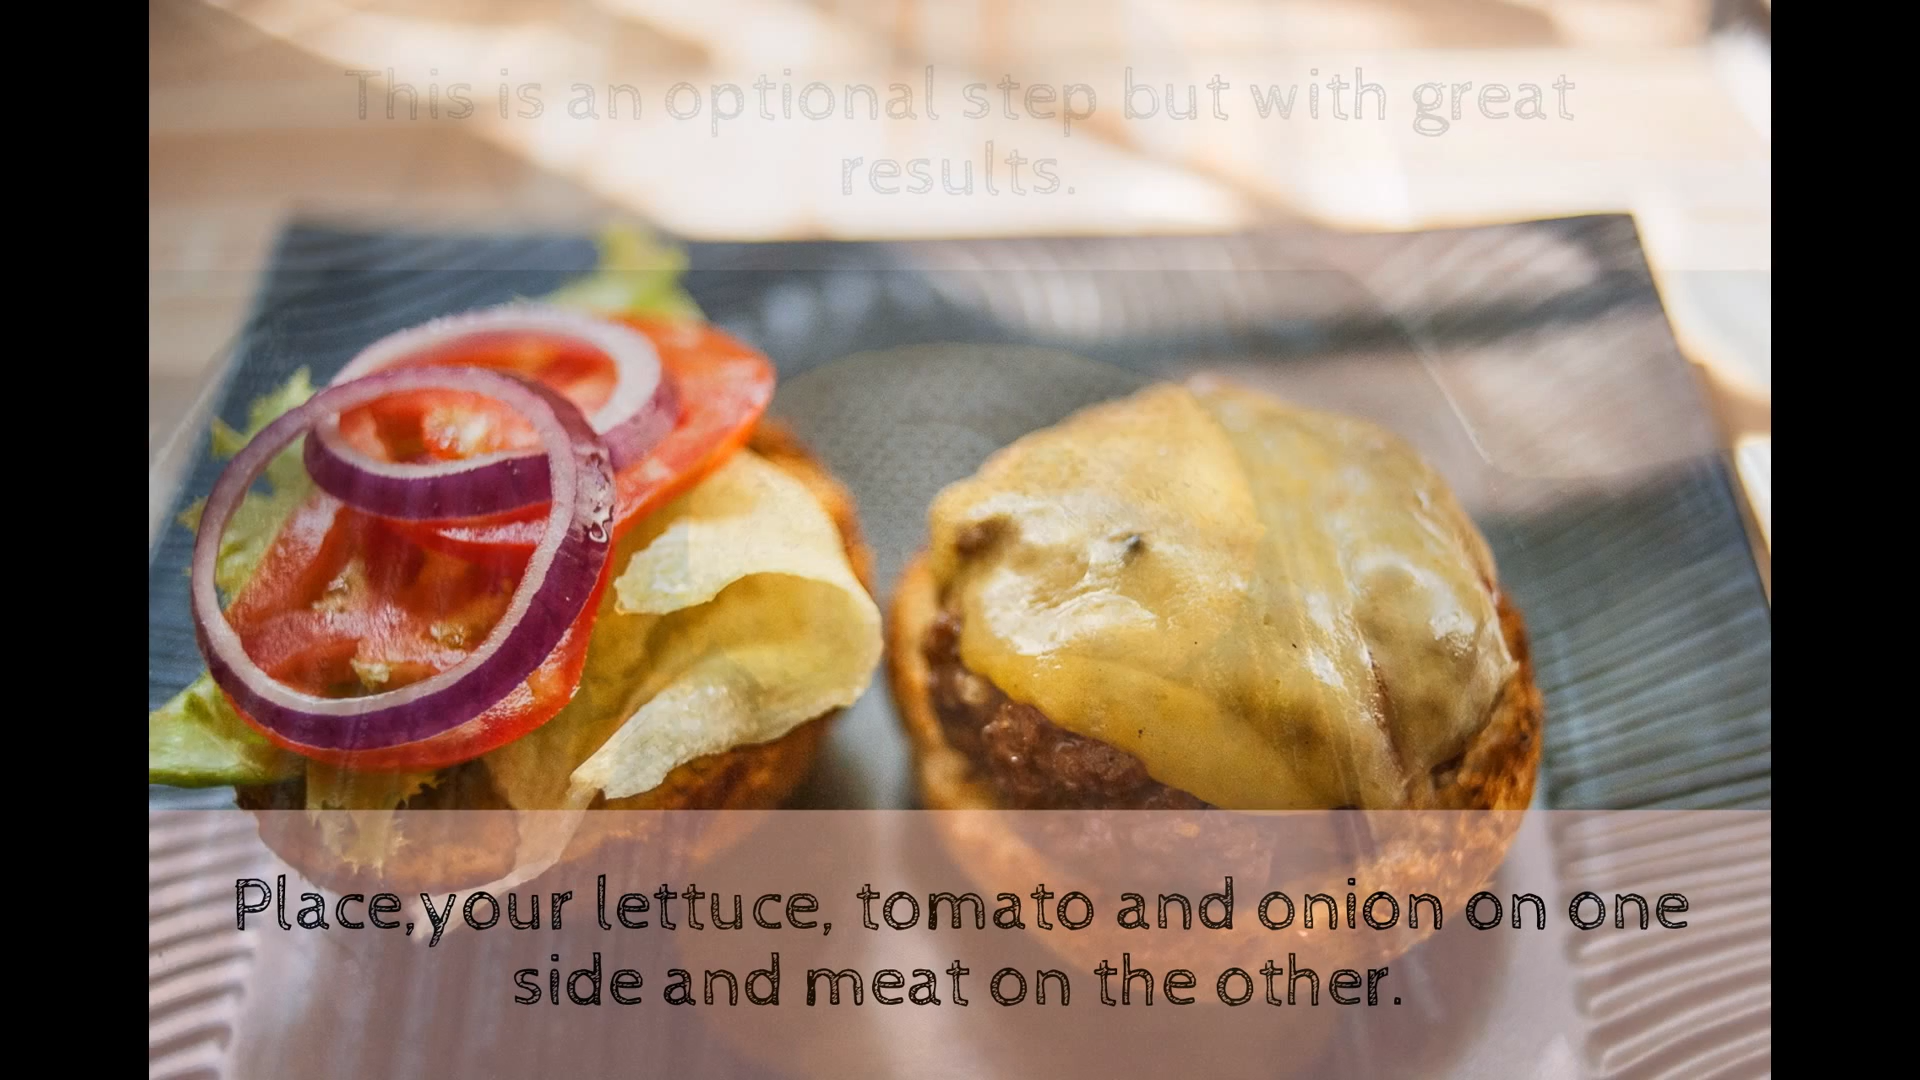 This is an optional step but with great
results.
Place,your lettuce, tomato and onion on one
side and meat on the other.